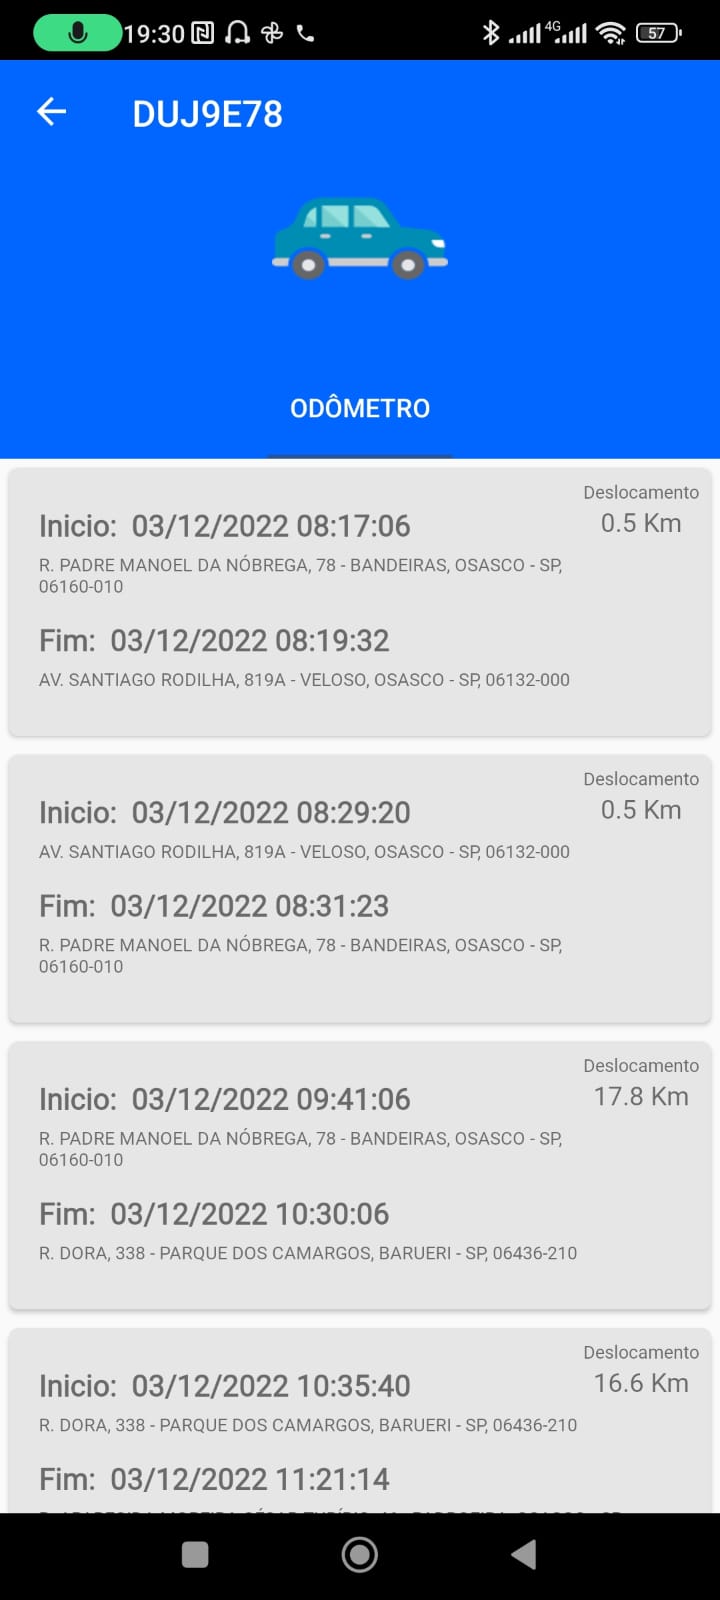 19:30
4G
57
DUJ9E78
ODÔMETRO
Deslocamento
Inicio: 03/12/2022 08:17:06
0.5 Km
R. PADRE MANOEL DA NÓBREGA, 78 - BANDEIRAS, OSASCO - SP,
06160-010
Fim: 03/12/2022 08:19:32
AV. SANTIAGO RODILHA, 819A - VELOSO, OSASCO - SP, 06132-000
Deslocamento
Inicio: 03/12/2022 08:29:20
0.5 Km
AV. SANTIAGO RODILHA, 819A - VELOSO, OSASCO - SP, 06132-000
Fim: 03/12/2022 08:31:23
R. PADRE MANOEL DA NÓBREGA, 78 - BANDEIRAS, OSASCO - SP,
06160-010
Deslocamento
Inicio: 03/12/2022 09:41:06
17.8 Km
R. PADRE MANOEL DA NÓBREGA, 78 - BANDEIRAS, OSASCO - SP,
06160-010
Fim: 03/12/2022 10:30:06
R. DORA, 338 - PARQUE DOS CAMARGOS, BARUERI - SP, 06436-210
Deslocamento
Inicio: 03/12/2022 10:35:40
16.6 Km
R. DORA, 338 - PARQUE DOS CAMARGOS, BARUERI - SP, 06436-210
Fim: 03/12/2022 11:21:14